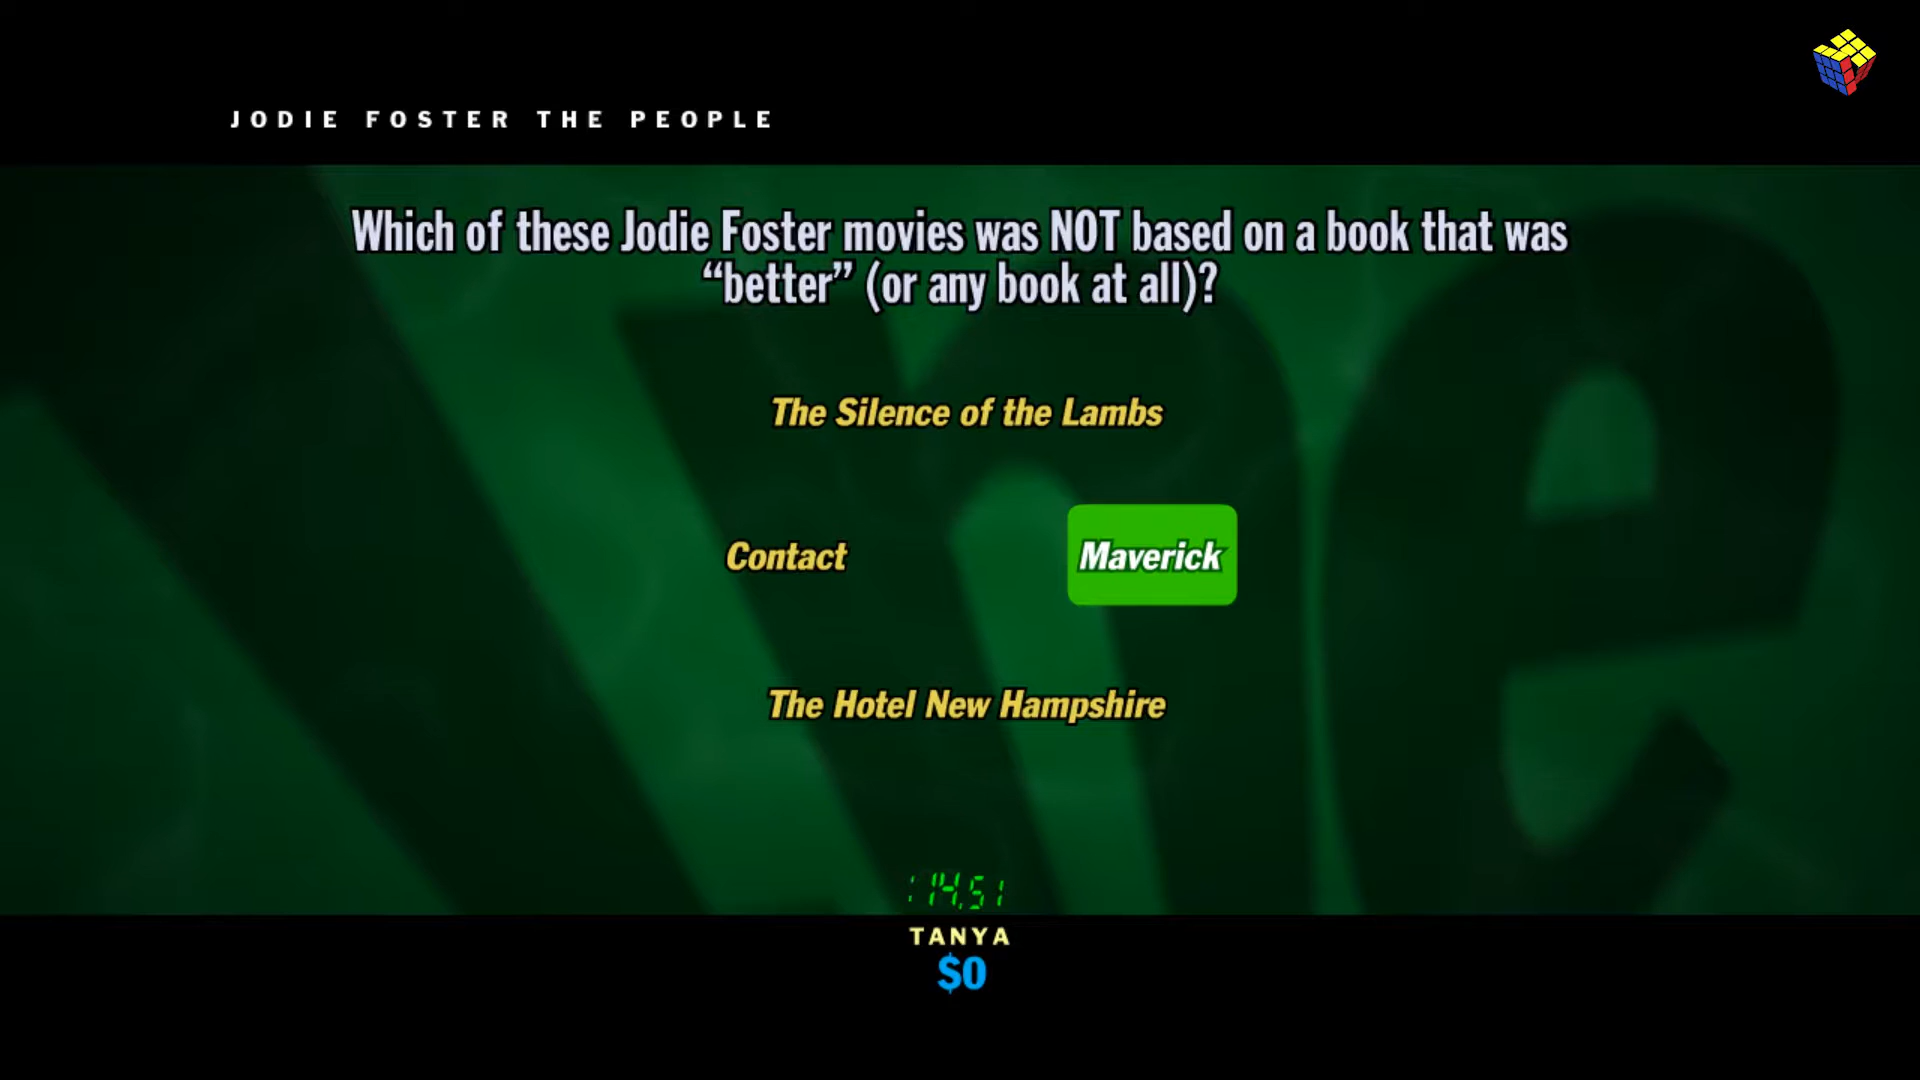 JODIE FOSTER THE PEOPLE
Which of these Jodie Foster movies was NOT based on a book that was
“better” (or any book at all)?
The Silence of the Lambs
Contact
Maverick
The Hotel New Hampshire
:14.51
TANYA
$0